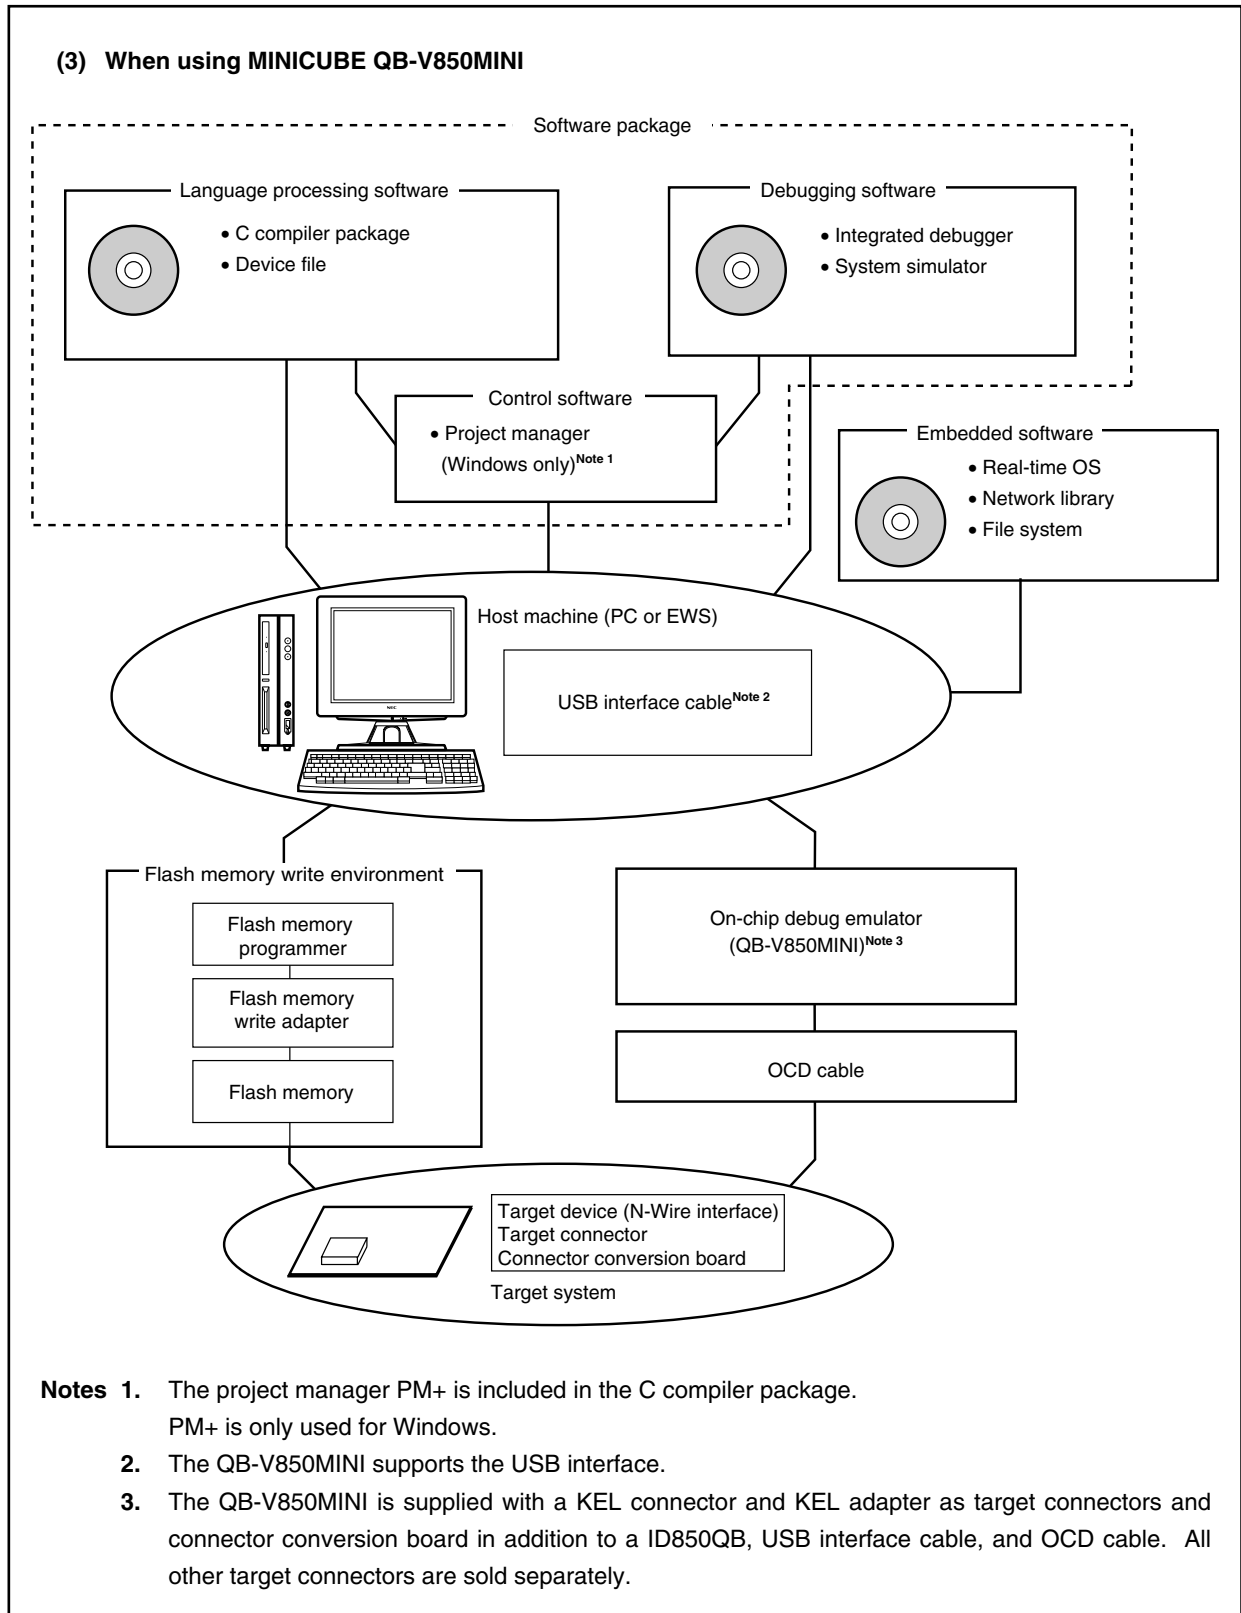 (3) When using MINICUBE QB-V850MINI
Software package
Language processing software
• C compiler package
• Device file
Debugging software
• Integrated debugger
• System simulator
Control software
• Project manager
(Windows only)Note 1
Embedded software
• Real-time OS
• Network library
• File system
Host machine (PC or EWS)
USB interface cableNote 2
NEC
Flash memory write environment
Flash memory
programmer
Flash memory
write adapter
Flash memory
On-chip debug emulator
(QB-V850MINI)Note 3
OCD cable
Target device (N-Wire interface)
Target connector
Connector conversion board
Target system
Notes 1. The project manager PM+ is included in the C compiler package.
PM+ is only used for Windows.
2. The QB-V850MINI supports the USB interface.
3. The QB-V850MINI is supplied with a KEL connector and KEL adapter as target connectors and
connector conversion board in addition to a ID850QB, USB interface cable, and OCD cable. All
other target connectors are sold separately.